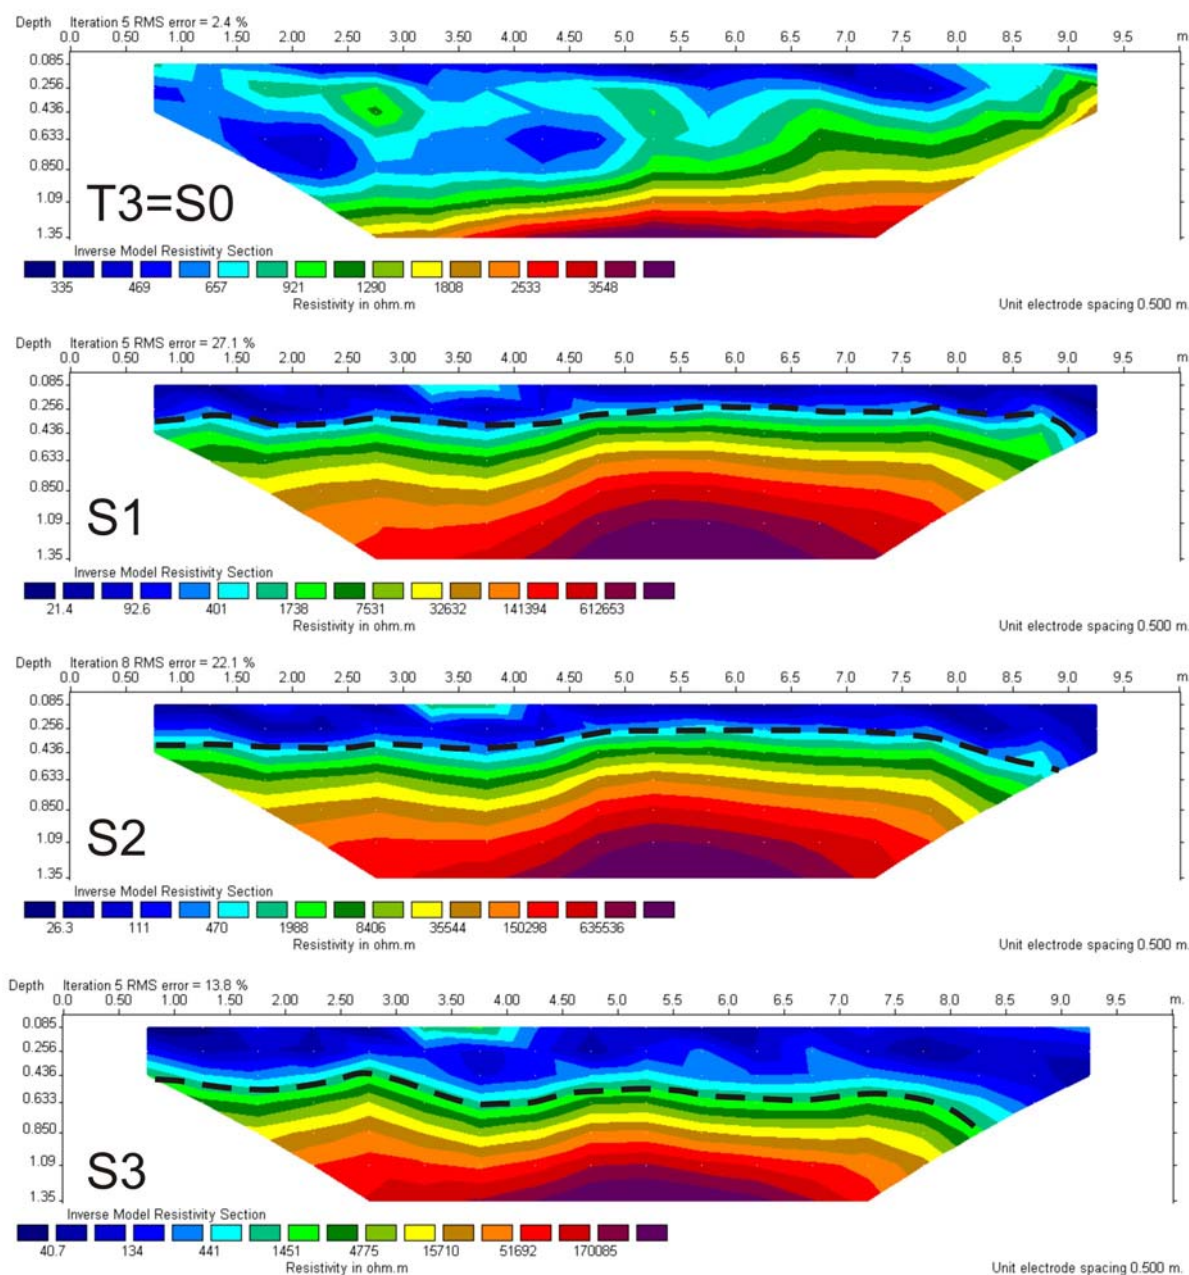 Depth Iteration 5 RMS error = 2.4 %
0.0 0.50 1.00 1.50 2.00 2.50 3.00 3.50 4.00 4.50 5.0 5.5 6.0 6.5 7.0 7.5 8.0 8.5 9.0 9.5 m.
0.085
0.256
0.436
0.633
0.850
1.09
1.35
T3=S0
Inverse Model Resistivity Section
335 469 657 921 1290 1808 2533 3548
Resistivity in ohm.m
Unit electrode spacing 0.500 m.
Depth Iteration 5 RMS error = 27.1 %
0.0 0.50 1.00 1.50 2.00 2.50 3.00 3.50 4.00 4.50 5.0 5.5 6.0 6.5 7.0 7.5 8.0 8.5 9.0 9.5 m.
0.085
0.256
0.436
0.633
0.850
1.09
1.35
S1
Inverse Model Resistivity Section
21.4 92.6 401 1738 7531 32632 141394 612653
Resistivity in ohm.m
Unit electrode spacing 0.500 m.
Depth Iteration 8 RMS error = 22.1 %
0.0 0.50 1.00 1.50 2.00 2.50 3.00 3.50 4.00 4.50 5.0 5.5 6.0 6.5 7.0 7.5 8.0 8.5 9.0 9.5 m.
0.085
0.256
0.436
0.633
0.850
1.09
1.35
S2
Inverse Model Resistivity Section
26.3 111 470 1988 8406 35544 150298 635536
Resistivity in ohm.m
Unit electrode spacing 0.500 m.
Depth Iteration 5 RMS error = 13.8 %
0.0 0.50 1.00 1.50 2.00 2.50 3.00 3.50 4.00 4.50 5.0 5.5 6.0 6.5 7.0 7.5 8.0 8.5 9.0 9.5 m.
0.085
0.256
0.436
0.633
0.850
1.09
1.35
S3
Inverse Model Resistivity Section
40.7 134 441 1451 4775 15710 51692 170085
Resistivity in ohm.m
Unit electrode spacing 0.500 m.